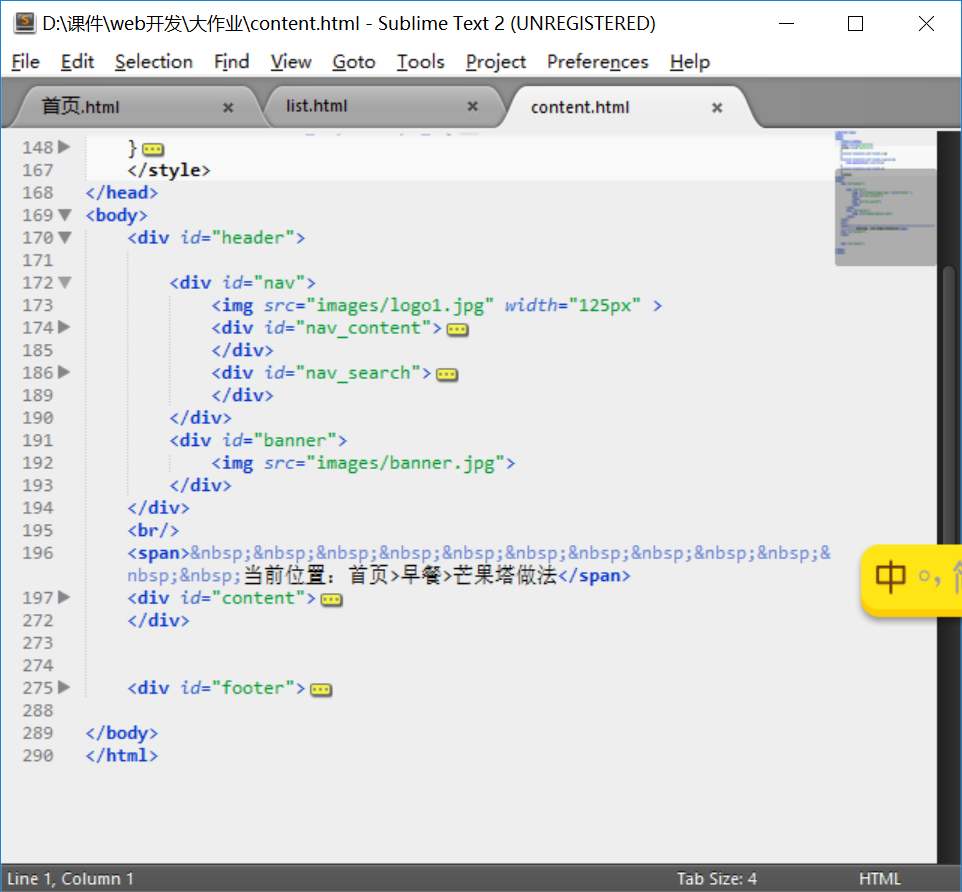 D:\课件\web开发\大作业\content.html - Sublime Text 2 (UNREGISTERED)
File Edit Selection Find View Goto Tools Project Preferences Help
首页.html × list.html × content.html ×
148 }
167 </style>
168 </head>
169 <body>
170 <div id="header">
171
172 <div id="nav">
173 <img src="images/logo1.jpg" width="125px" >
174 <div id="nav_content">
185 </div>
186 <div id="nav_search">
189 </div>
190 </div>
191 <div id="banner">
192 <img src="images/banner.jpg">
193 </div>
194 </div>
195 <br/>
196 <span>&nbsp;&nbsp;&nbsp;&nbsp;&nbsp;&nbsp;&nbsp;&nbsp;&nbsp;&nbsp;&
nbsp;&nbsp;当前位置：首页>早餐>芒果塔做法</span>
197 <div id="content">
272 </div>
273
274
275 <div id="footer">
288
289 </body>
290 </html>
中 °,
Line 1, Column 1 Tab Size: 4 HTML